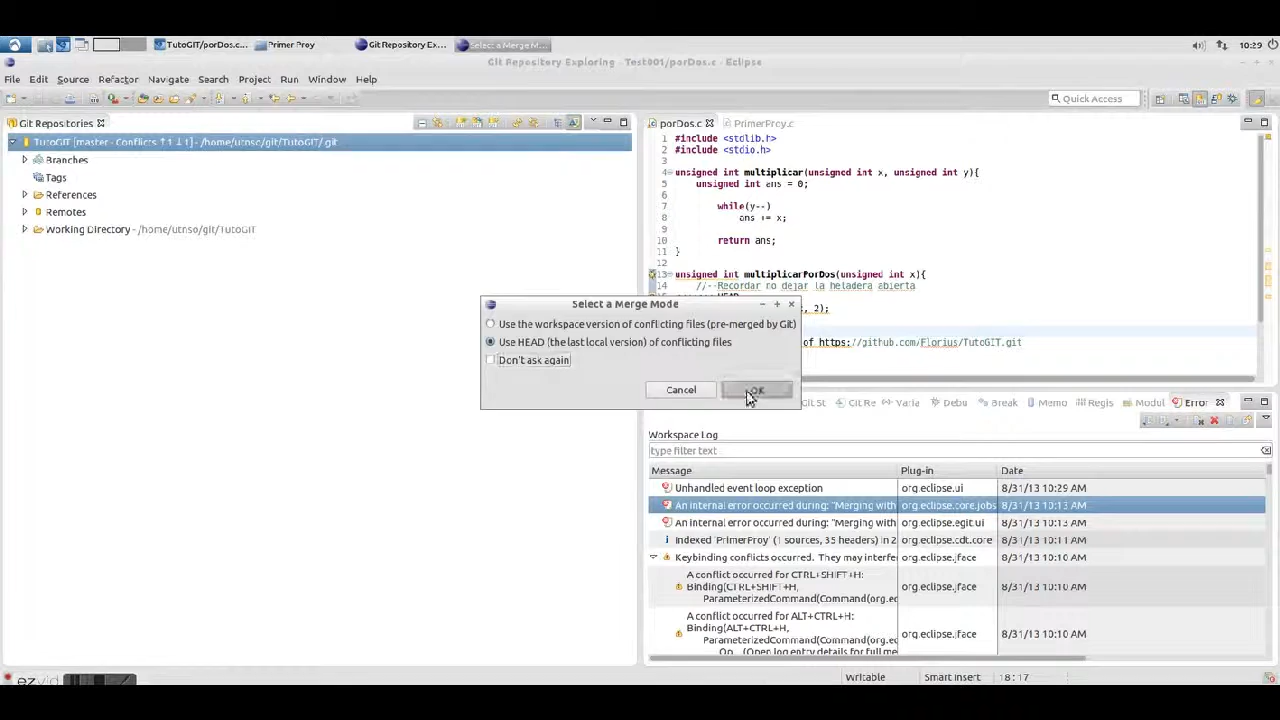 TutoGIT/porDos.c...
Primer Proy
Git Repository Ex...
Select a Merge M...
10:29
Git Repository Exploring - Test001/porDos.c - Eclipse
File Edit Source Refactor Navigate Search Project Run Window Help
Quick Access
Git Repositories
TutoGIT [master - Conflicts ↑1 ↓1] - /home/utnso/git/TutoGIT/.git
Branches
Tags
References
Remotes
Working Directory - /home/utnso/git/TutoGIT
porDos.c
PrimerProy.c
1 #include <stdlib.h>
2 #include <stdio.h>
3
4 unsigned int multiplicar(unsigned int x, unsigned int y){
5 unsigned int ans = 0;
6
7 while(y--)
8 ans += x;
9
10 return ans;
11 }
12
13 unsigned int multiplicarPorDos(unsigned int x){
14 //--Recordar no dejar la heladera abierta
, 2);
of https://github.com/Florius/TutoGIT.git
Select a Merge Mode
Use the workspace version of conflicting files (pre-merged by Git)
Use HEAD (the last local version) of conflicting files
Don't ask again
Cancel
OK
Git St
Git Re
Varia
Debu
Break
Memo
Regis
Modul
Error
Workspace Log
type filter text
Message Plug-in Date
Unhandled event loop exception org.eclipse.ui 8/31/13 10:29 AM
An internal error occurred during: "Merging with org.eclipse.core.jobs 8/31/13 10:13 AM
An internal error occurred during: "Merging with org.eclipse.egit.ui 8/31/13 10:13 AM
Indexed 'PrimerProy' (1 sources, 35 headers) in 2 org.eclipse.cdt.core 8/31/13 10:11 AM
Keybinding conflicts occurred. They may interfe org.eclipse.jface 8/31/13 10:10 AM
A conflict occurred for CTRL+SHIFT+H:
Binding(CTRL+SHIFT+H, org.eclipse.jface 8/31/13 10:10 AM
ParameterizedCommand(Command(org.ec
A conflict occurred for ALT+CTRL+H:
Binding(ALT+CTRL+H,
ParameterizedCommand(Command(org.ec org.eclipse.jface 8/31/13 10:10 AM
Op... (Open log entry details for full me
Writable
Smart Insert
18:17
ezvid